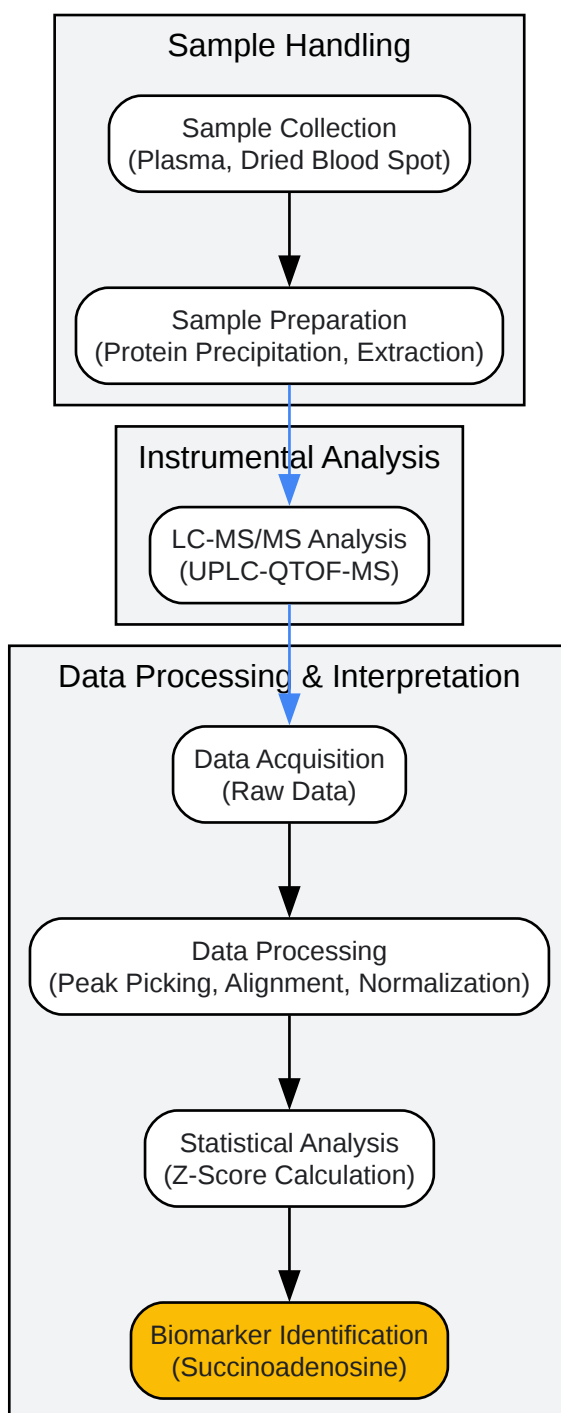 Sample Handling
Sample Collection
(Plasma, Dried Blood Spot)
Sample Preparation
(Protein Precipitation, Extraction)
Instrumental Analysis
LC-MS/MS Analysis
(UPLC-QTOF-MS)
Data Processing & Interpretation
Data Acquisition
(Raw Data)
Data Processing
(Peak Picking, Alignment, Normalization)
Statistical Analysis
(Z-Score Calculation)
Biomarker Identification
(Succinoadenosine)